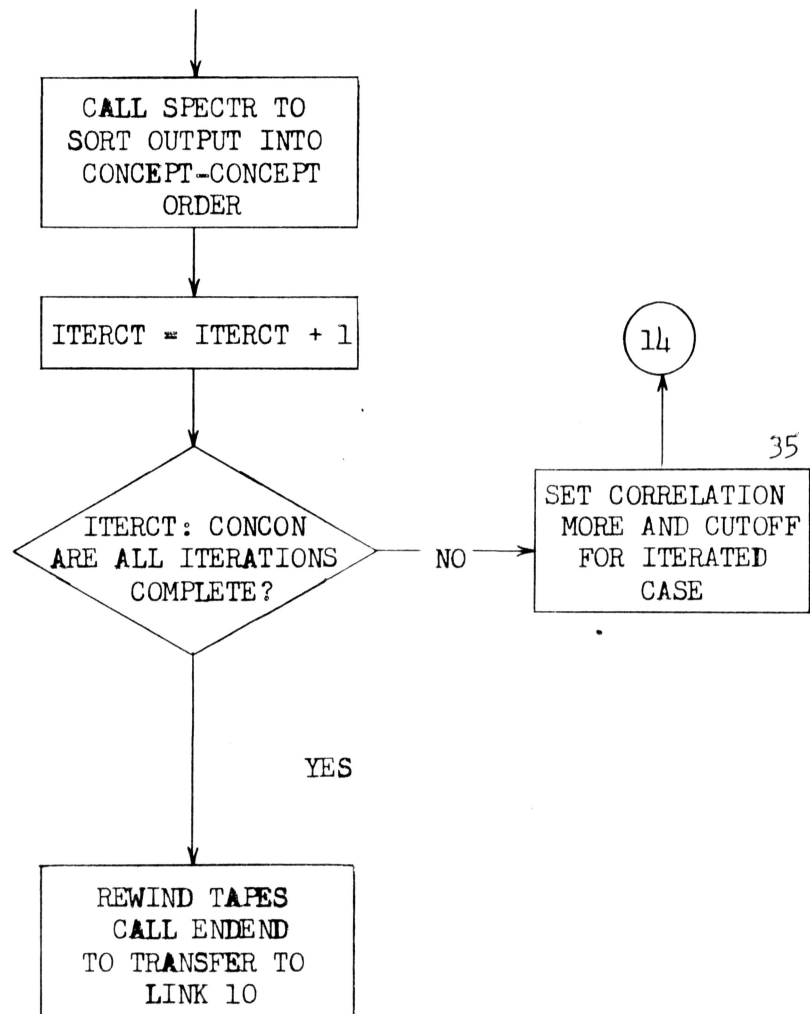 CALL SPECTR TO
SORT OUTPUT INTO
CONCEPT-CONCEPT
ORDER
ITERCT = ITERCT + 1
14
35
ITERCT: CONCON
ARE ALL ITERATIONS
COMPLETE?
NO
SET CORRELATION
MORE AND CUTOFF
FOR ITERATED
CASE
YES
REWIND TAPES
CALL ENDEND
TO TRANSFER TO
LINK 10